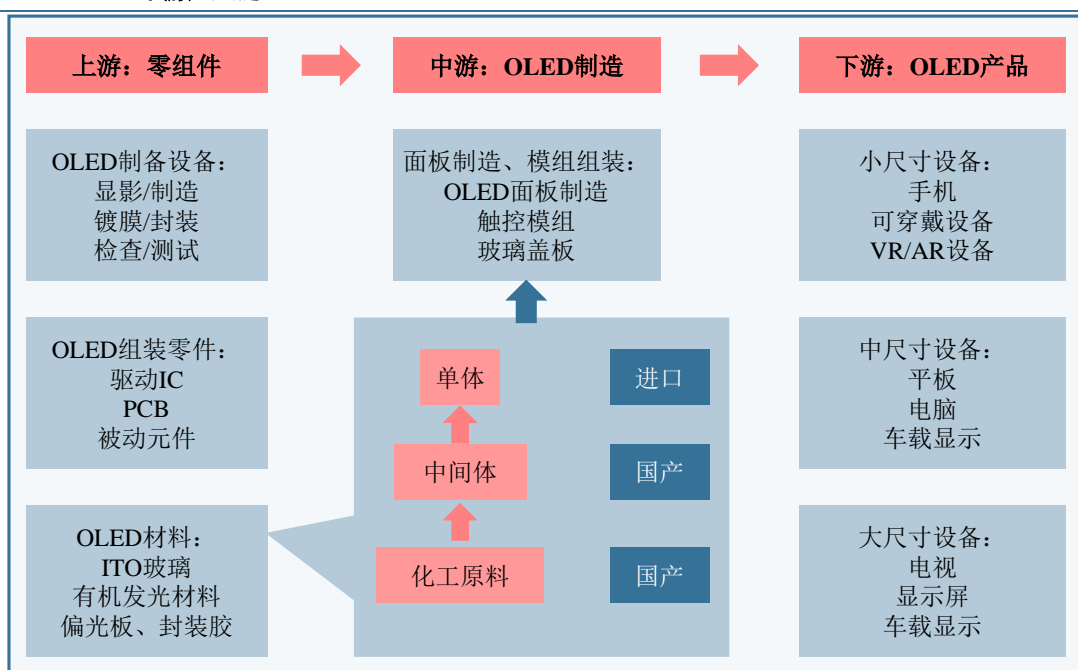 上游：零组件
中游：OLED制造
下游：OLED产品
OLED制备设备：
显影/制造
镀膜/封装
检查/测试
面板制造、模组组装：
OLED面板制造
触控模组
玻璃盖板
小尺寸设备：
手机
可穿戴设备
VR/AR设备
OLED组装零件：
驱动IC
PCB
被动元件
单体
进口
中间体
国产
化工原料
国产
中尺寸设备：
平板
电脑
车载显示
OLED材料：
ITO玻璃
有机发光材料
偏光板、封装胶
大尺寸设备：
电视
显示屏
车载显示